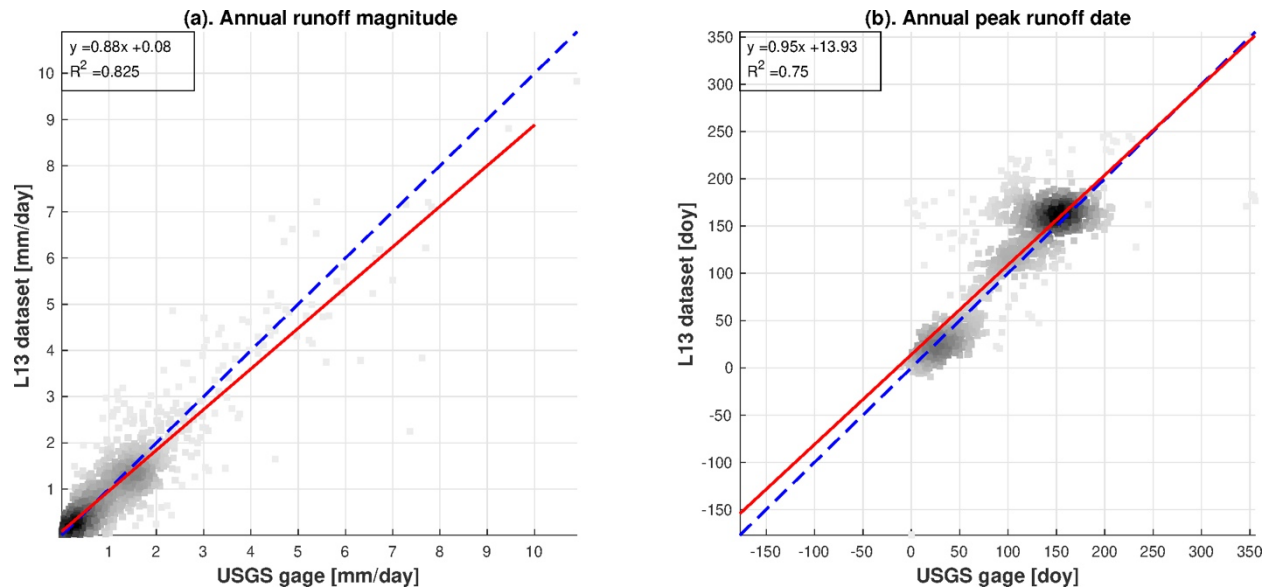 (a). Annual runoff magnitude
y =0.88x +0.08
R² =0.825
10
9
8
7
6
5
4
3
2
1
L13 dataset [mm/day]
1 2 3 4 5 6 7 8 9 10
USGS gage [mm/day]
(b). Annual peak runoff date
y =0.95x +13.93
R² =0.75
350
300
250
200
150
100
50
0
-50
-100
-150
L13 dataset [doy]
-150 -100 -50 0 50 100 150 200 250 300 350
USGS gage [doy]